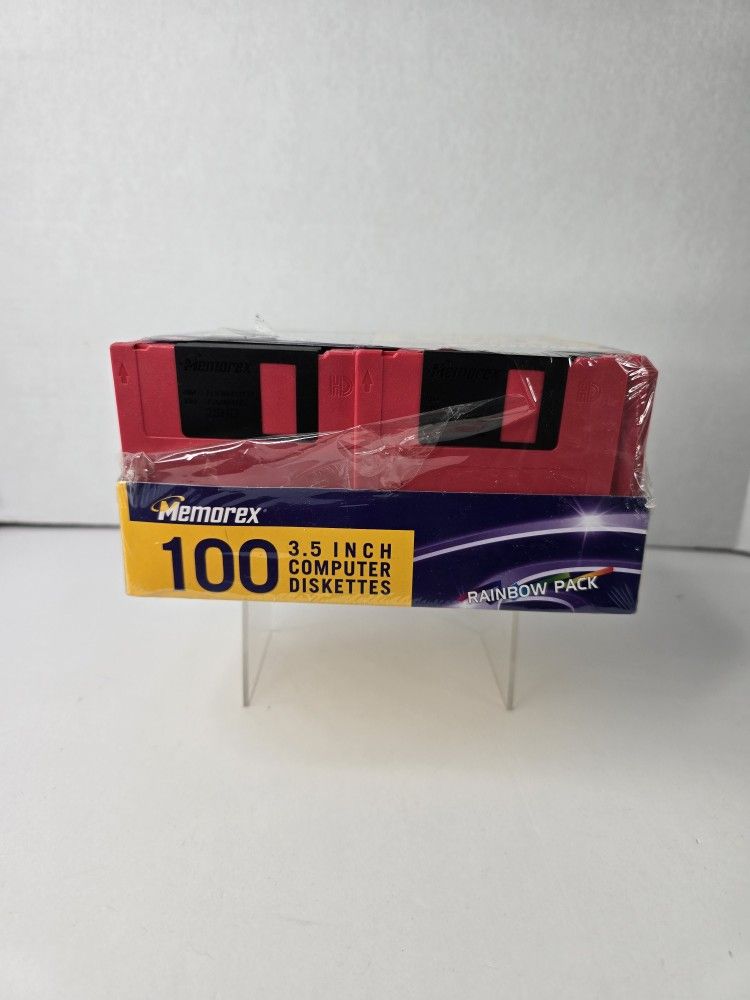 Memorex
HD
Memorex
HD
Memorex
100
3.5 INCH
COMPUTER
DISKETTES
RAINBOW PACK